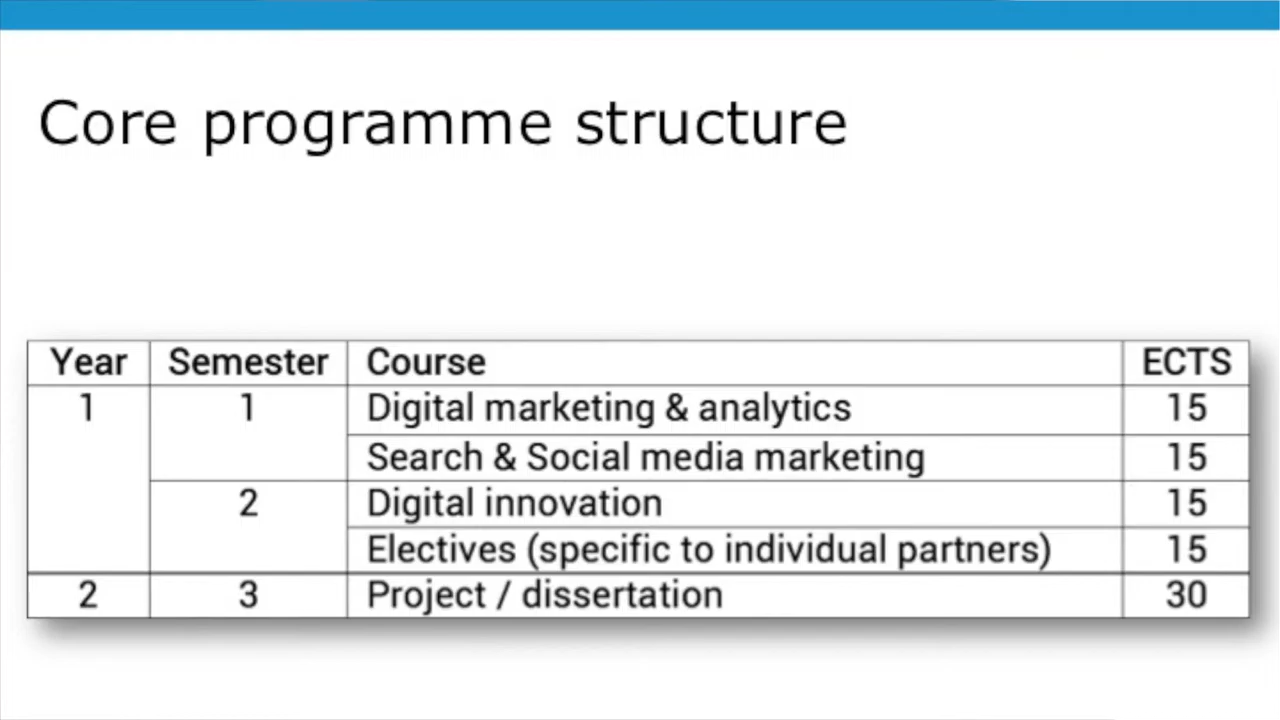 Core programme structure
Year Semester Course ECTS
1 1 Digital marketing & analytics 15
Search & Social media marketing 15
2 Digital innovation 15
Electives (specific to individual partners) 15
2 3 Project / dissertation 30